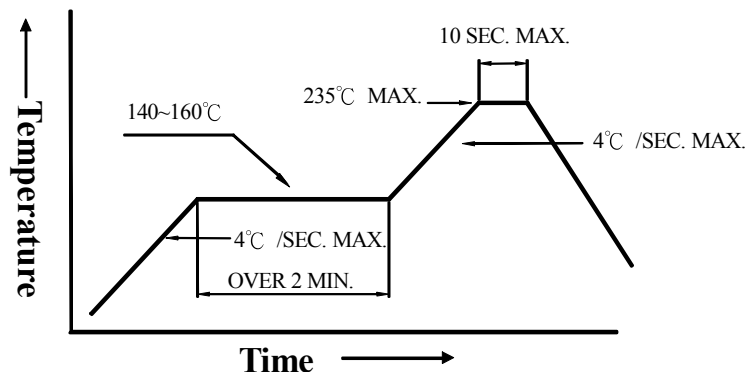 10 SEC. MAX.
235℃ MAX.
140~160℃
4℃ /SEC. MAX.
4℃ /SEC. MAX.
OVER 2 MIN.
Temperature
Time